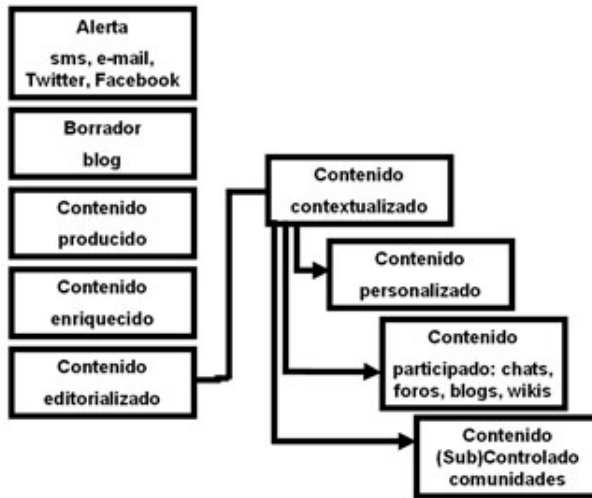 Alerta
sms, e-mail,
Twitter, Facebook
Borrador
blog
Contenido
producido
Contenido
enriquecido
Contenido
editorializado
Contenido
contextualizado
Contenido
personalizado
Contenido
participado: chats,
foros, blogs, wikis
Contenido
(Sub)Controlado
comunidades